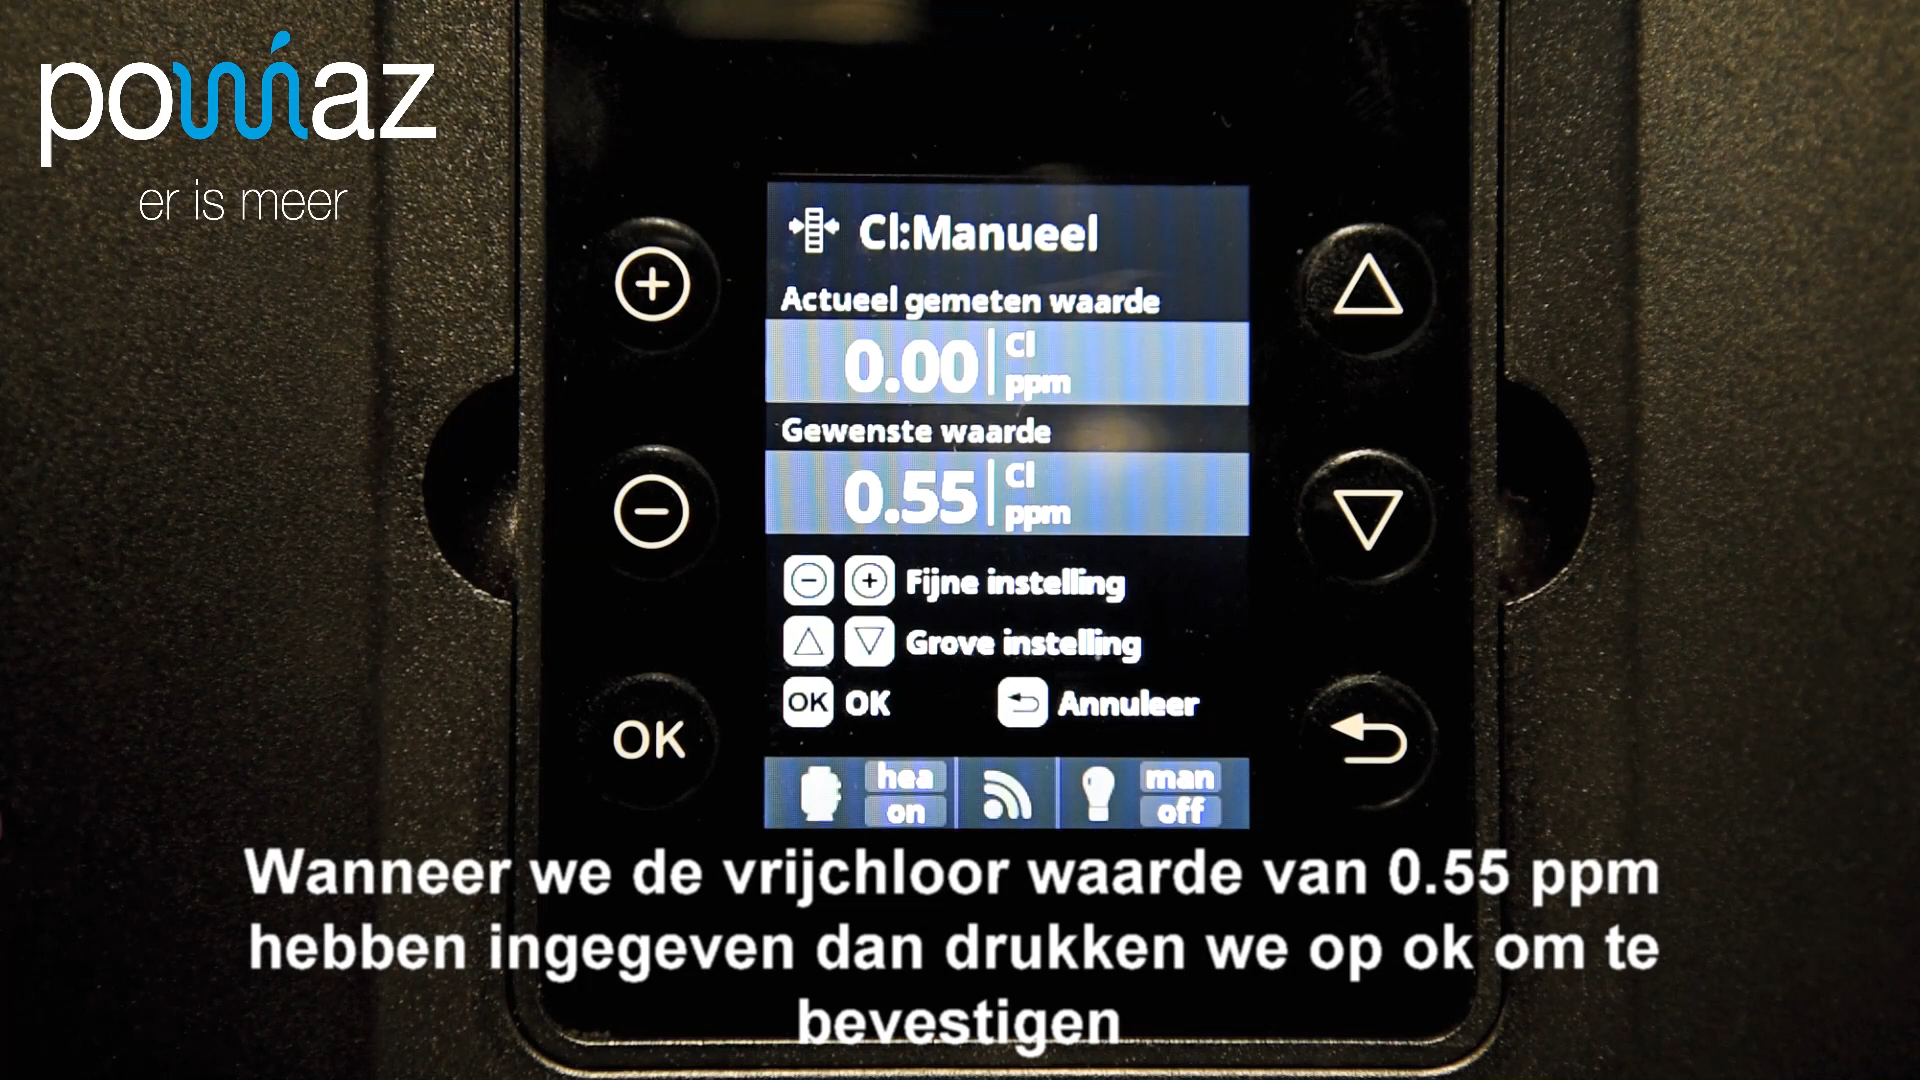 pomaz
er is meer
Cl:Manueel
Actueel gemeten waarde
0.00 Cl ppm
Gewenste waarde
0.55 Cl ppm
Fijne instelling
Grove instelling
OK OK Annuleer
OK
hea on man off
Wanneer we de vrijchloor waarde van 0.55 ppm
hebben ingegeven dan drukken we op ok om te
bevestigen